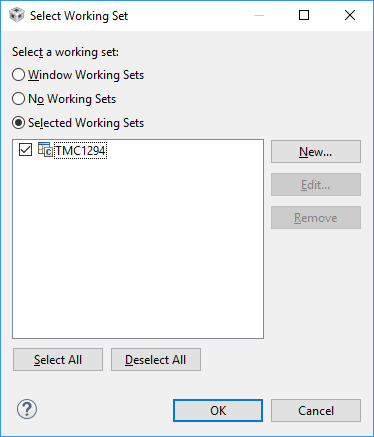 Select Working Set
Select a working set:
Window Working Sets
No Working Sets
Selected Working Sets
TMC1294
New...
Edit...
Remove
Select All
Deselect All
?
OK
Cancel